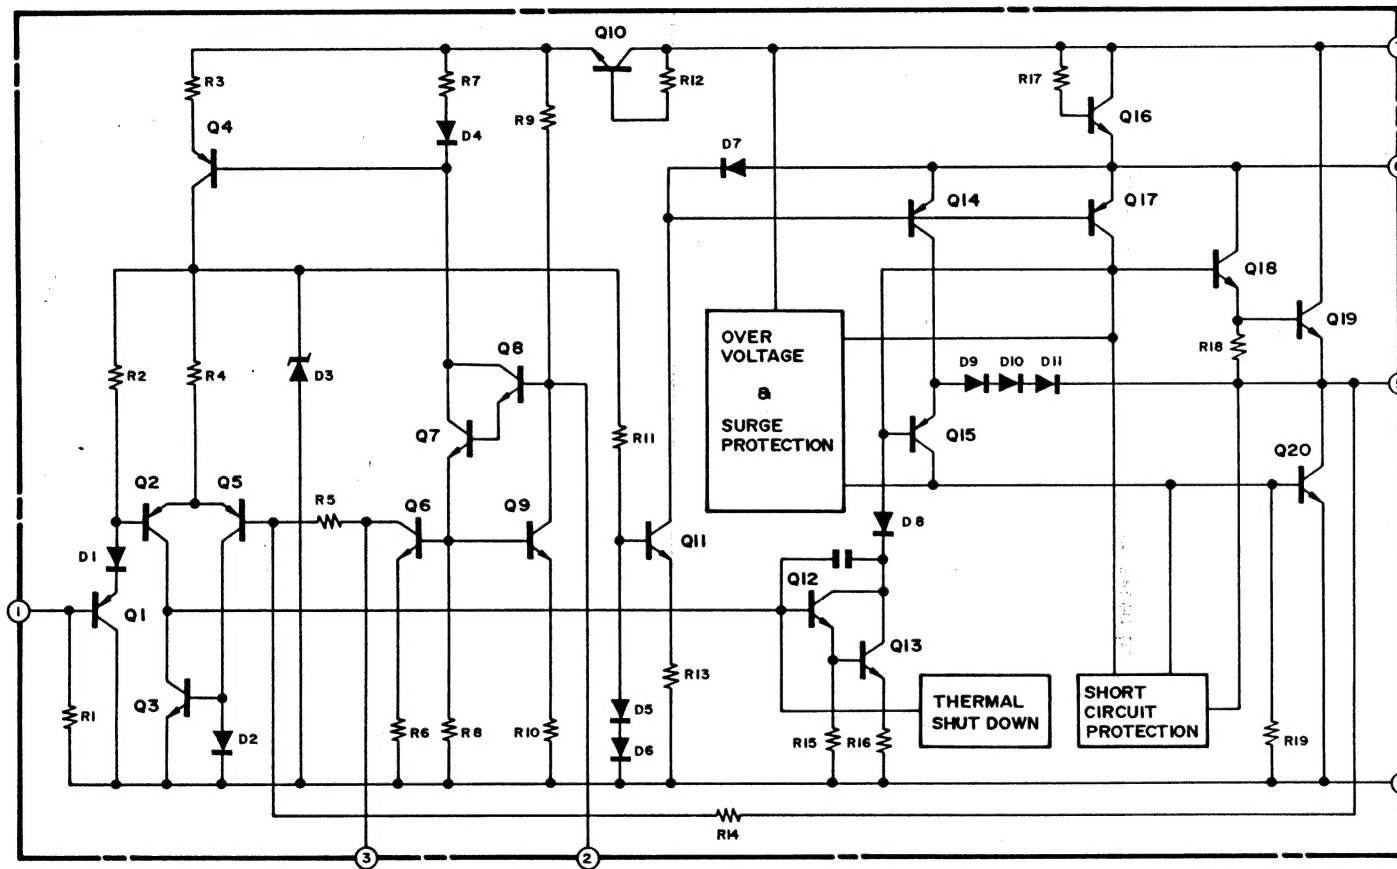 Q10
R3
R7
R12
R17
Q16
Q4
D4
R9
D7
Q14
Q17
Q18
Q8
OVER
VOLTAGE
&
SURGE
PROTECTION
Q19
R2
R4
D3
R18
D9
D10
D11
Q7
R11
Q15
Q2
Q5
R5
Q6
Q9
Q20
D1
Q11
D8
Q12
1
Q1
Q13
Q3
R13
R1
D2
R6
R8
R10
D5
D6
R15
R16
THERMAL
SHUT DOWN
SHORT
CIRCUIT
PROTECTION
R19
R14
3
2